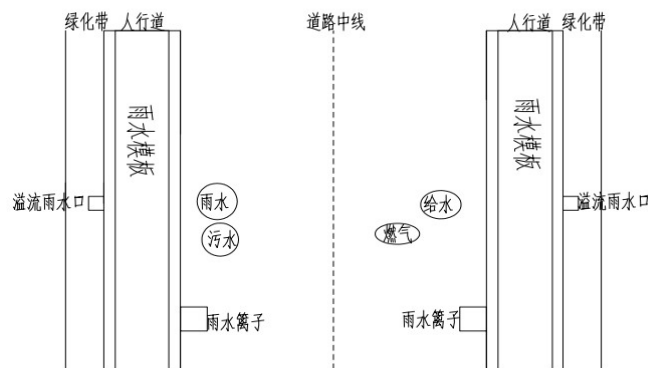 绿化带 人行道 道路中线 人行道 绿化带
雨水模板
雨水模板
溢流雨水口 雨水 给水 溢流雨水口
污水 燃气
雨水篱子 雨水篱子